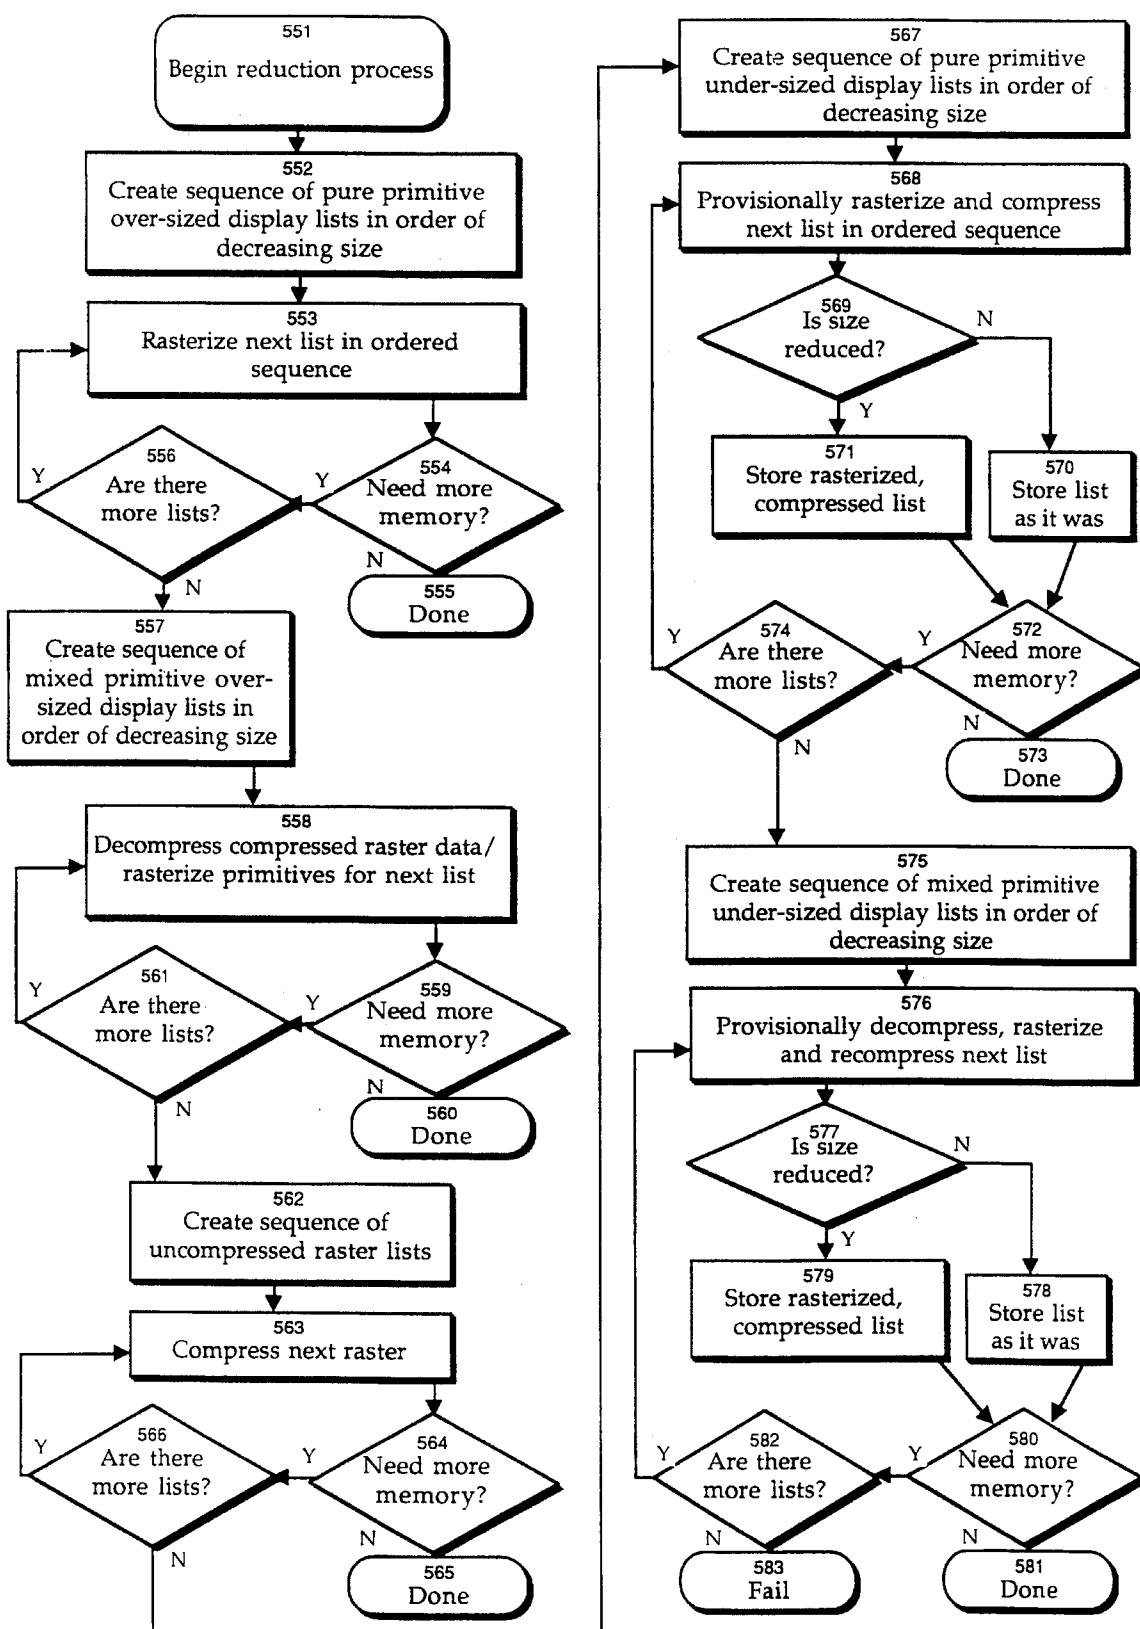 551
Begin reduction process
552
Create sequence of pure primitive
over-sized display lists in order of
decreasing size
553
Rasterize next list in ordered
sequence
Y
556
Are there
more lists?
Y
554
Need more
memory?
N
N
555
Done
557
Create sequence of
mixed primitive over-
sized display lists in
order of decreasing size
558
Decompress compressed raster data/
rasterize primitives for next list
Y
561
Are there
more lists?
Y
559
Need more
memory?
N
N
560
Done
562
Create sequence of
uncompressed raster lists
563
Compress next raster
Y
566
Are there
more lists?
Y
564
Need more
memory?
N
N
565
Done
567
Create sequence of pure primitive
under-sized display lists in order of
decreasing size
568
Provisionally rasterize and compress
next list in ordered sequence
569
Is size
reduced?
N
Y
571
Store rasterized,
compressed list
570
Store list
as it was
Y
574
Are there
more lists?
Y
572
Need more
memory?
N
N
573
Done
575
Create sequence of mixed primitive
under-sized display lists in order of
decreasing size
576
Provisionally decompress, rasterize
and recompress next list
577
Is size
reduced?
N
Y
579
Store rasterized,
compressed list
578
Store list
as it was
Y
582
Are there
more lists?
Y
580
Need more
memory?
N
N
583
Fail
581
Done